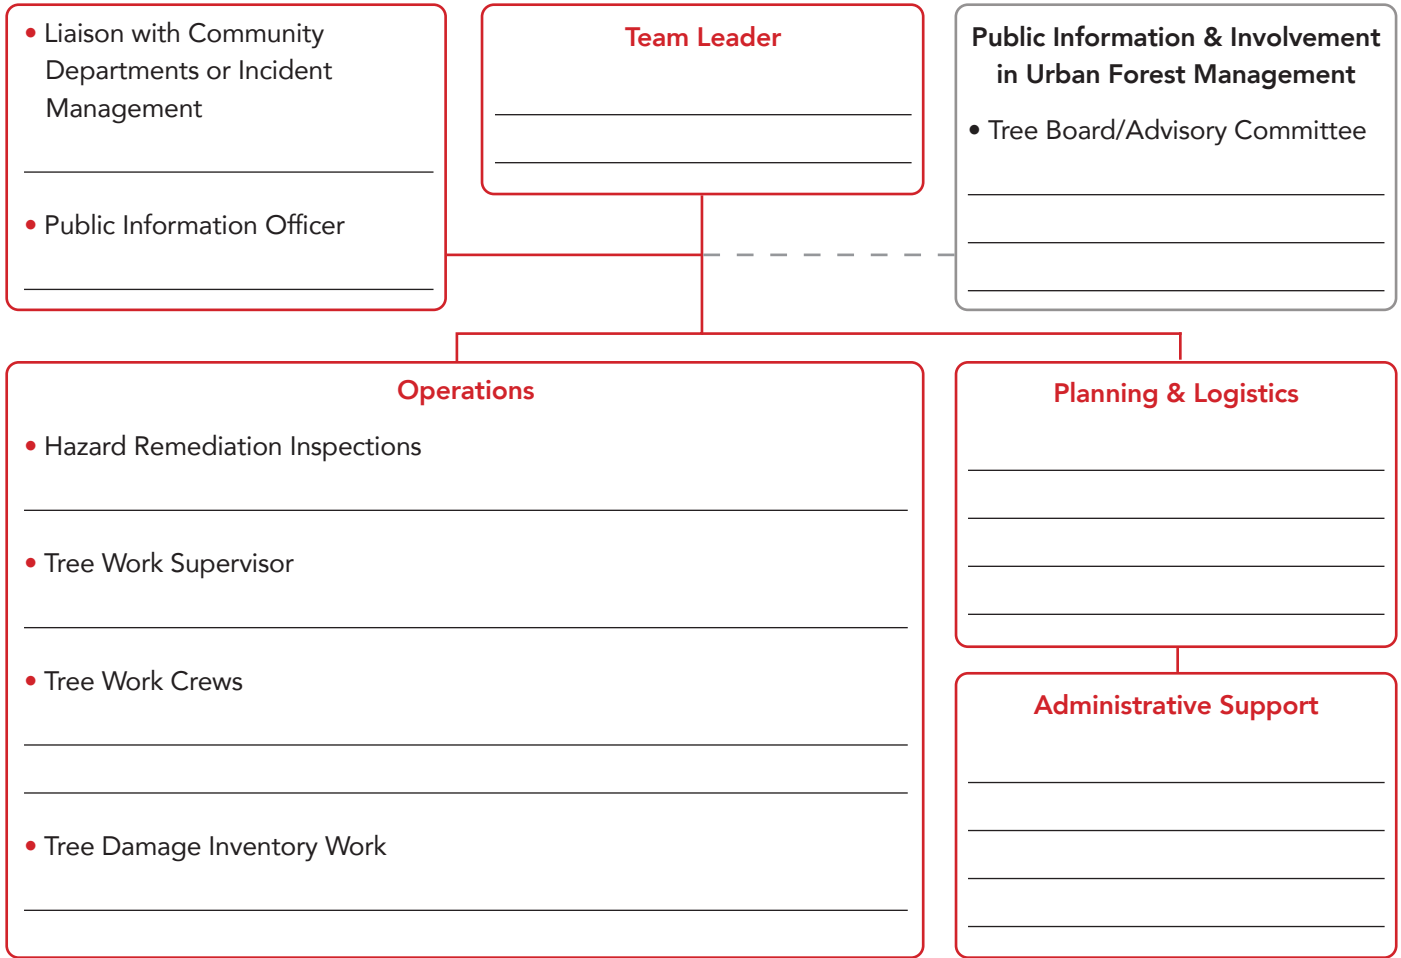 • Liaison with Community
Departments or Incident
Management
• Public Information Officer
Team Leader
Public Information & Involvement
in Urban Forest Management
• Tree Board/Advisory Committee
Operations
• Hazard Remediation Inspections
• Tree Work Supervisor
• Tree Work Crews
• Tree Damage Inventory Work
Planning & Logistics
Administrative Support